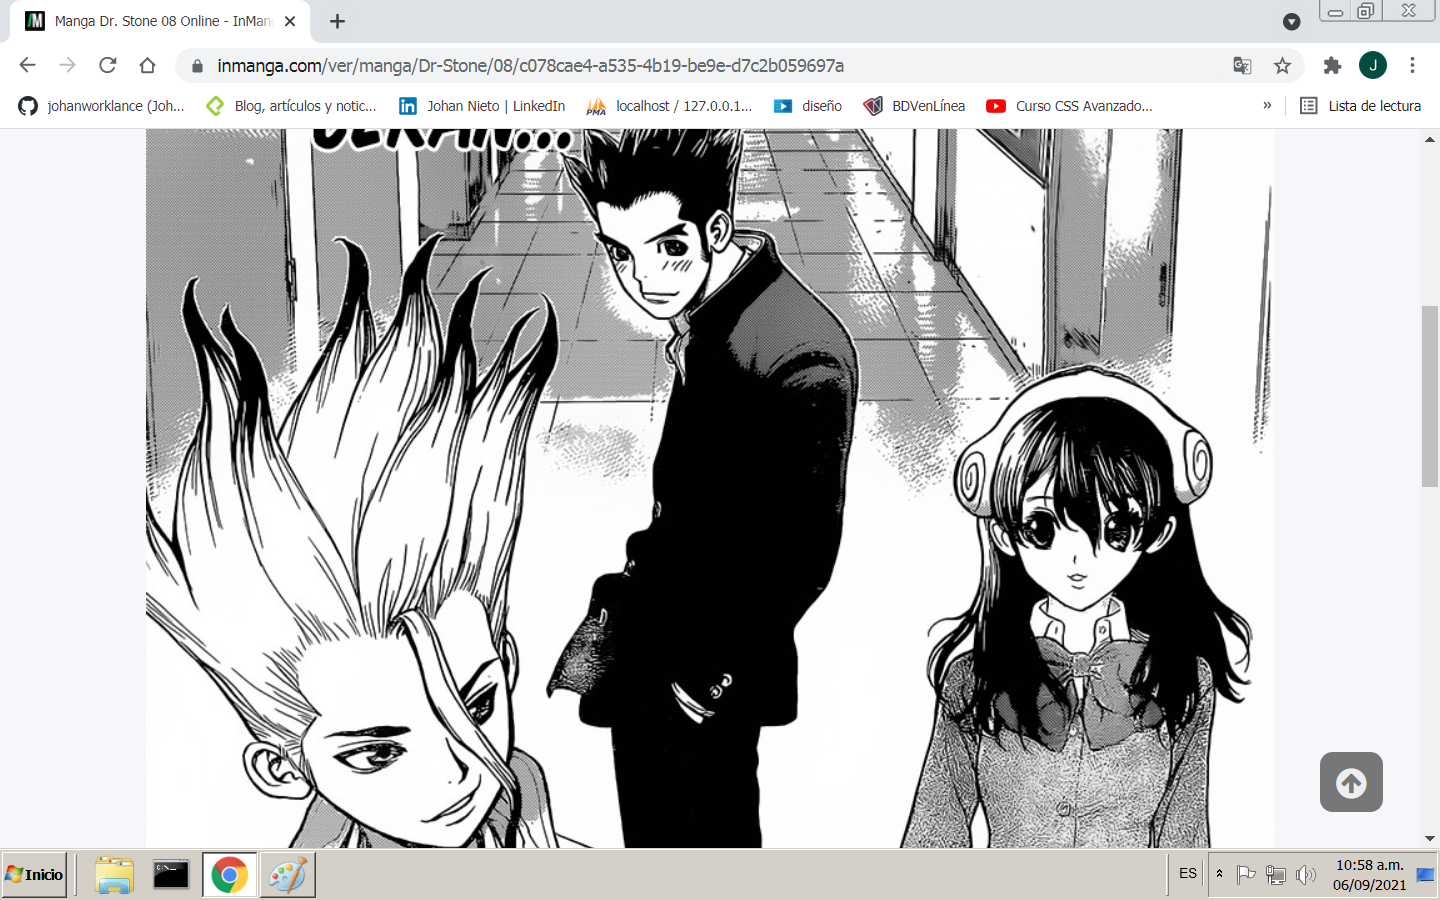 Manga Dr. Stone 08 Online - InMan
inmanga.com/ver/manga/Dr-Stone/08/c078cae4-a535-4b19-be9e-d7c2b059697a
J
johanworklance (Joh...
Blog, artículos y notic...
in
Johan Nieto | LinkedIn
PMA
localhost / 127.0.0.1...
diseño
BDVenLínea
Curso CSS Avanzado...
»
Lista de lectura
Inicio
ES
10:58 a.m.
06/09/2021